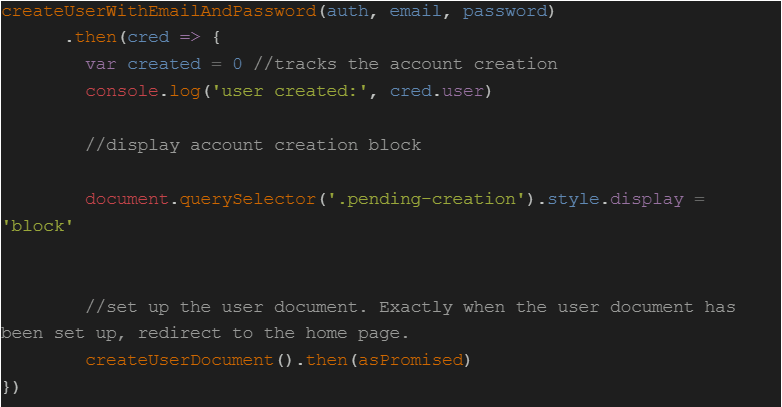 createUserWithEmailAndPassword(auth, email, password)
.then(cred => {
var created = 0 //tracks the account creation
console.log('user created:', cred.user)
//display account creation block
document.querySelector('.pending-creation').style.display =
'block'
//set up the user document. Exactly when the user document has
been set up, redirect to the home page.
createUserDocument().then(asPromised)
})